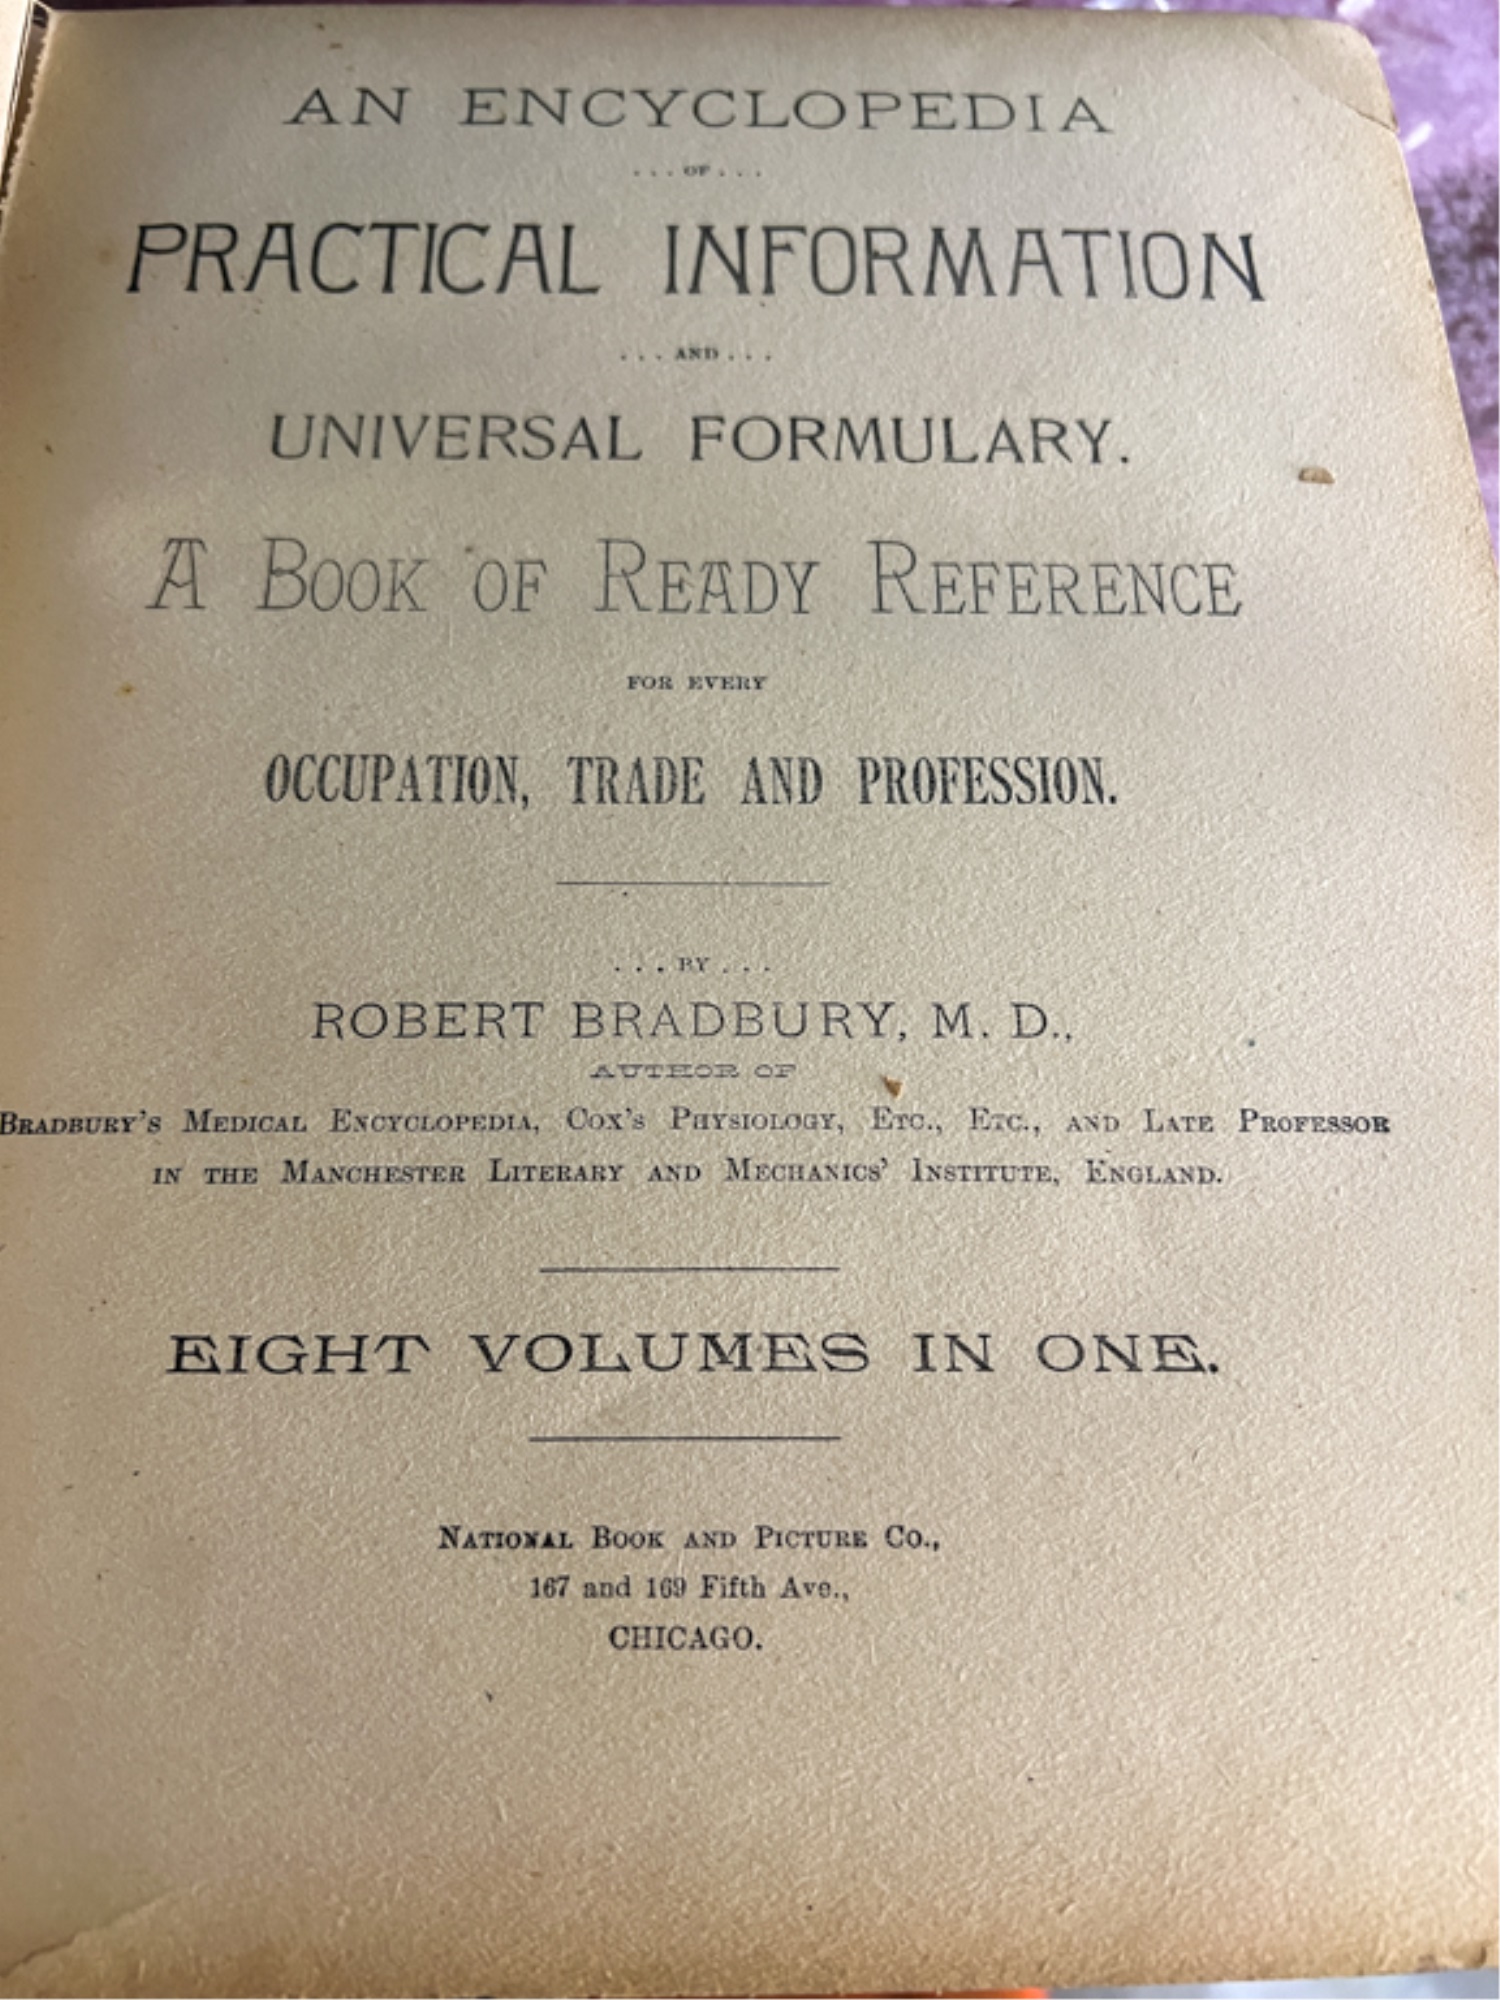 AN ENCYCLOPEDIA
...OF...
PRACTICAL INFORMATION
...AND...
UNIVERSAL FORMULARY.
A BOOK OF READY REFERENCE
FOR EVERY
OCCUPATION, TRADE AND PROFESSION.
...BY...
ROBERT BRADBURY, M. D.,
AUTHOR OF
BRADBURY'S MEDICAL ENCYCLOPEDIA, COX'S PHYSIOLOGY, ETC., ETC., AND LATE PROFESSOR
IN THE MANCHESTER LITERARY AND MECHANICS' INSTITUTE, ENGLAND.
EIGHT VOLUMES IN ONE.
NATIONAL BOOK AND PICTURE CO.,
167 and 169 Fifth Ave.,
CHICAGO.